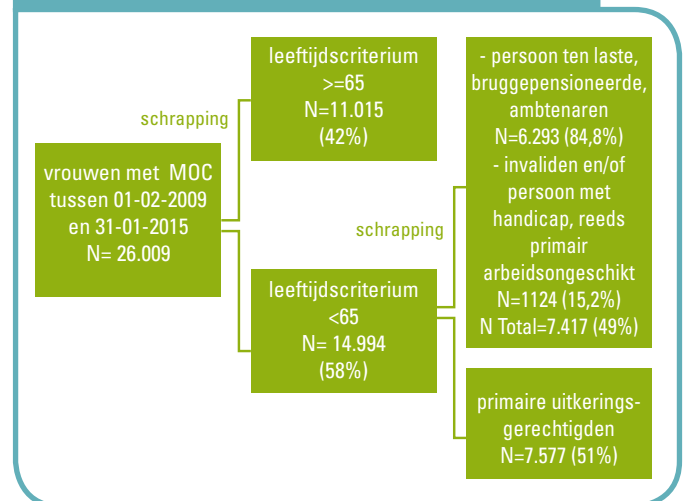 vrouwen met MOC
tussen 01-02-2009
en 31-01-2015
N= 26.009
schrapping
leeftijdscriterium
>=65
N=11.015
(42%)
leeftijdscriterium
<65
N= 14.994
(58%)
schrapping
- persoon ten laste,
bruggepensioneerde,
ambtenaren
N=6.293 (84,8%)
- invaliden en/of
persoon met
handicap, reeds
primair
arbeidsongeschikt
N=1124 (15,2%)
N Total=7.417 (49%)
primaire uitkerings-
gerechtigden
N=7.577 (51%)